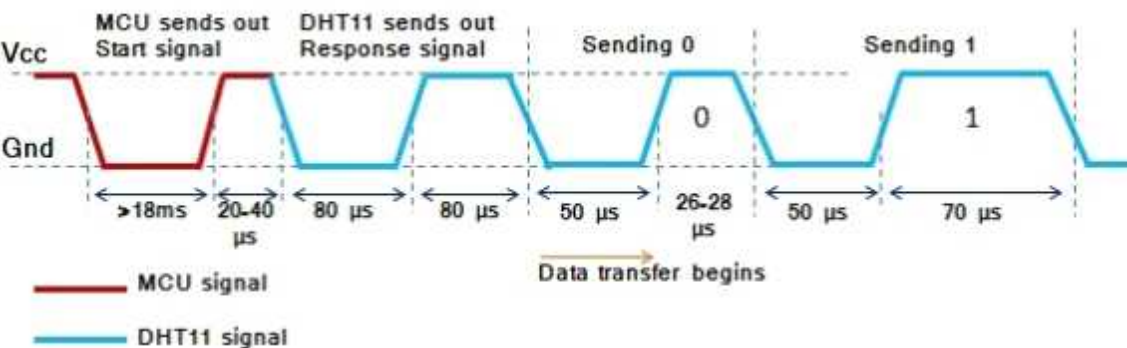 MCU sends out
Start signal
DHT11 sends out
Response signal
Sending 0
Sending 1
Vcc
0
1
Gnd
>18ms
20-40
µs
80 µs
80 µs
50 µs
26-28
µs
50 µs
70 µs
Data transfer begins
MCU signal
DHT11 signal